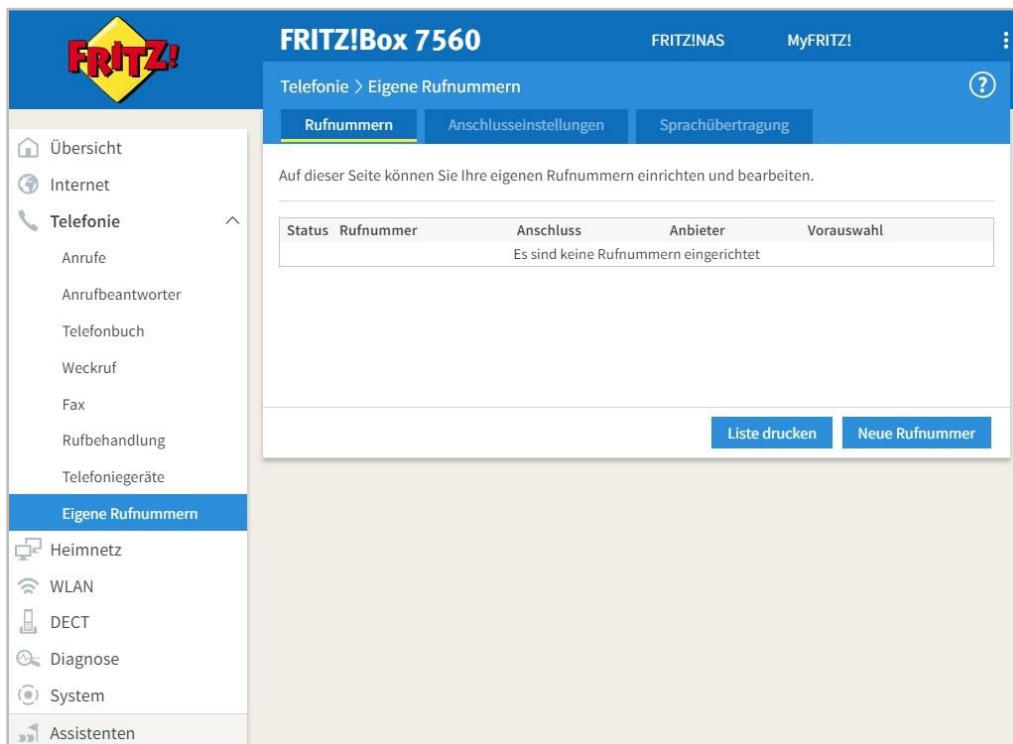 FRITZ!
FRITZ!Box 7560 FRITZ!NAS MyFRITZ!
Telefonie > Eigene Rufnummern ?
Rufnummern Anschlusseinstellungen Sprachübertragung
Auf dieser Seite können Sie Ihre eigenen Rufnummern einrichten und bearbeiten.
Status Rufnummer Anschluss Anbieter Vorauswahl
Es sind keine Rufnummern eingerichtet
Liste drucken Neue Rufnummer
Übersicht
Internet
Telefonie
Anrufe
Anrufbeantworter
Telefonbuch
Weckruf
Fax
Rufbehandlung
Telefoniegeräte
Eigene Rufnummern
Heimnetz
WLAN
DECT
Diagnose
System
Assistenten